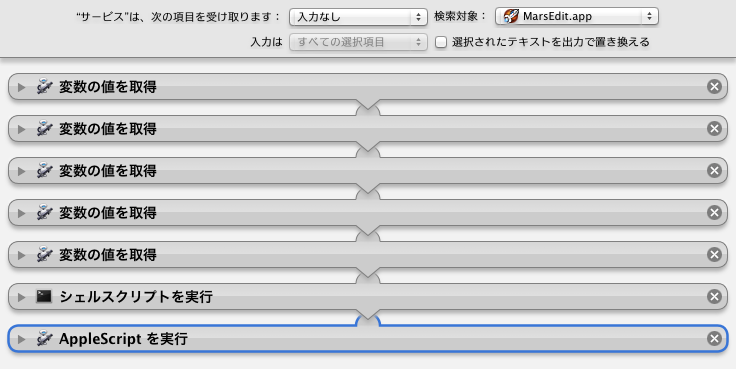 "サービス"は、次の項目を受け取ります： 入力なし 検索対象： MarsEdit.app
入力は すべての選択項目 選択されたテキストを出力で置き換える
変数の値を取得
変数の値を取得
変数の値を取得
変数の値を取得
変数の値を取得
シェルスクリプトを実行
AppleScript を実行